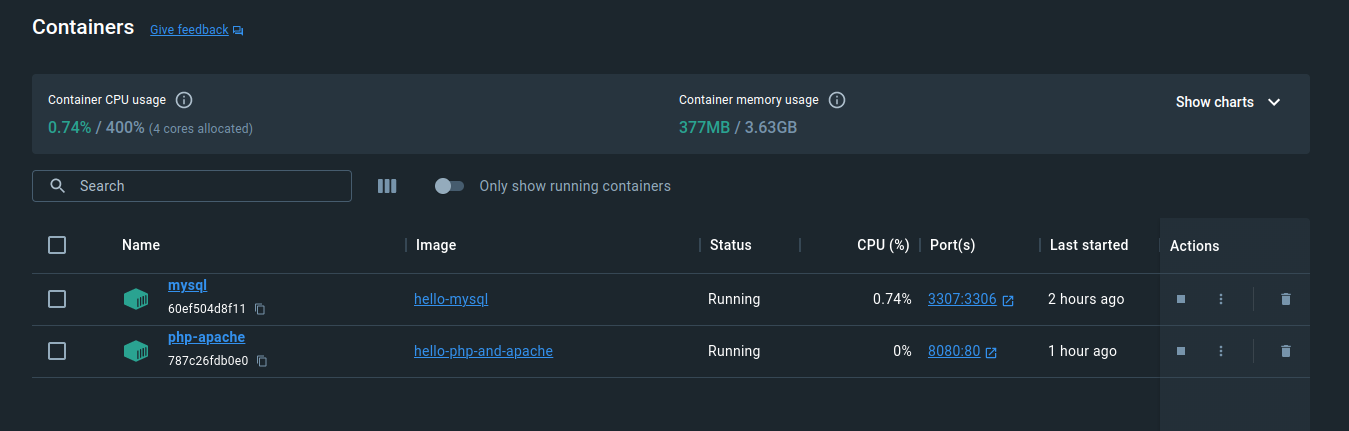 Containers Give feedback
Container CPU usage Container memory usage Show charts
0.74% / 400% (4 cores allocated) 377MB / 3.63GB
Search Only show running containers
Name Image Status CPU (%) Port(s) Last started Actions
mysql
60ef504d8f11 hello-mysql Running 0.74% 3307:3306 2 hours ago
php-apache
787c26fdb0e0 hello-php-and-apache Running 0% 8080:80 1 hour ago